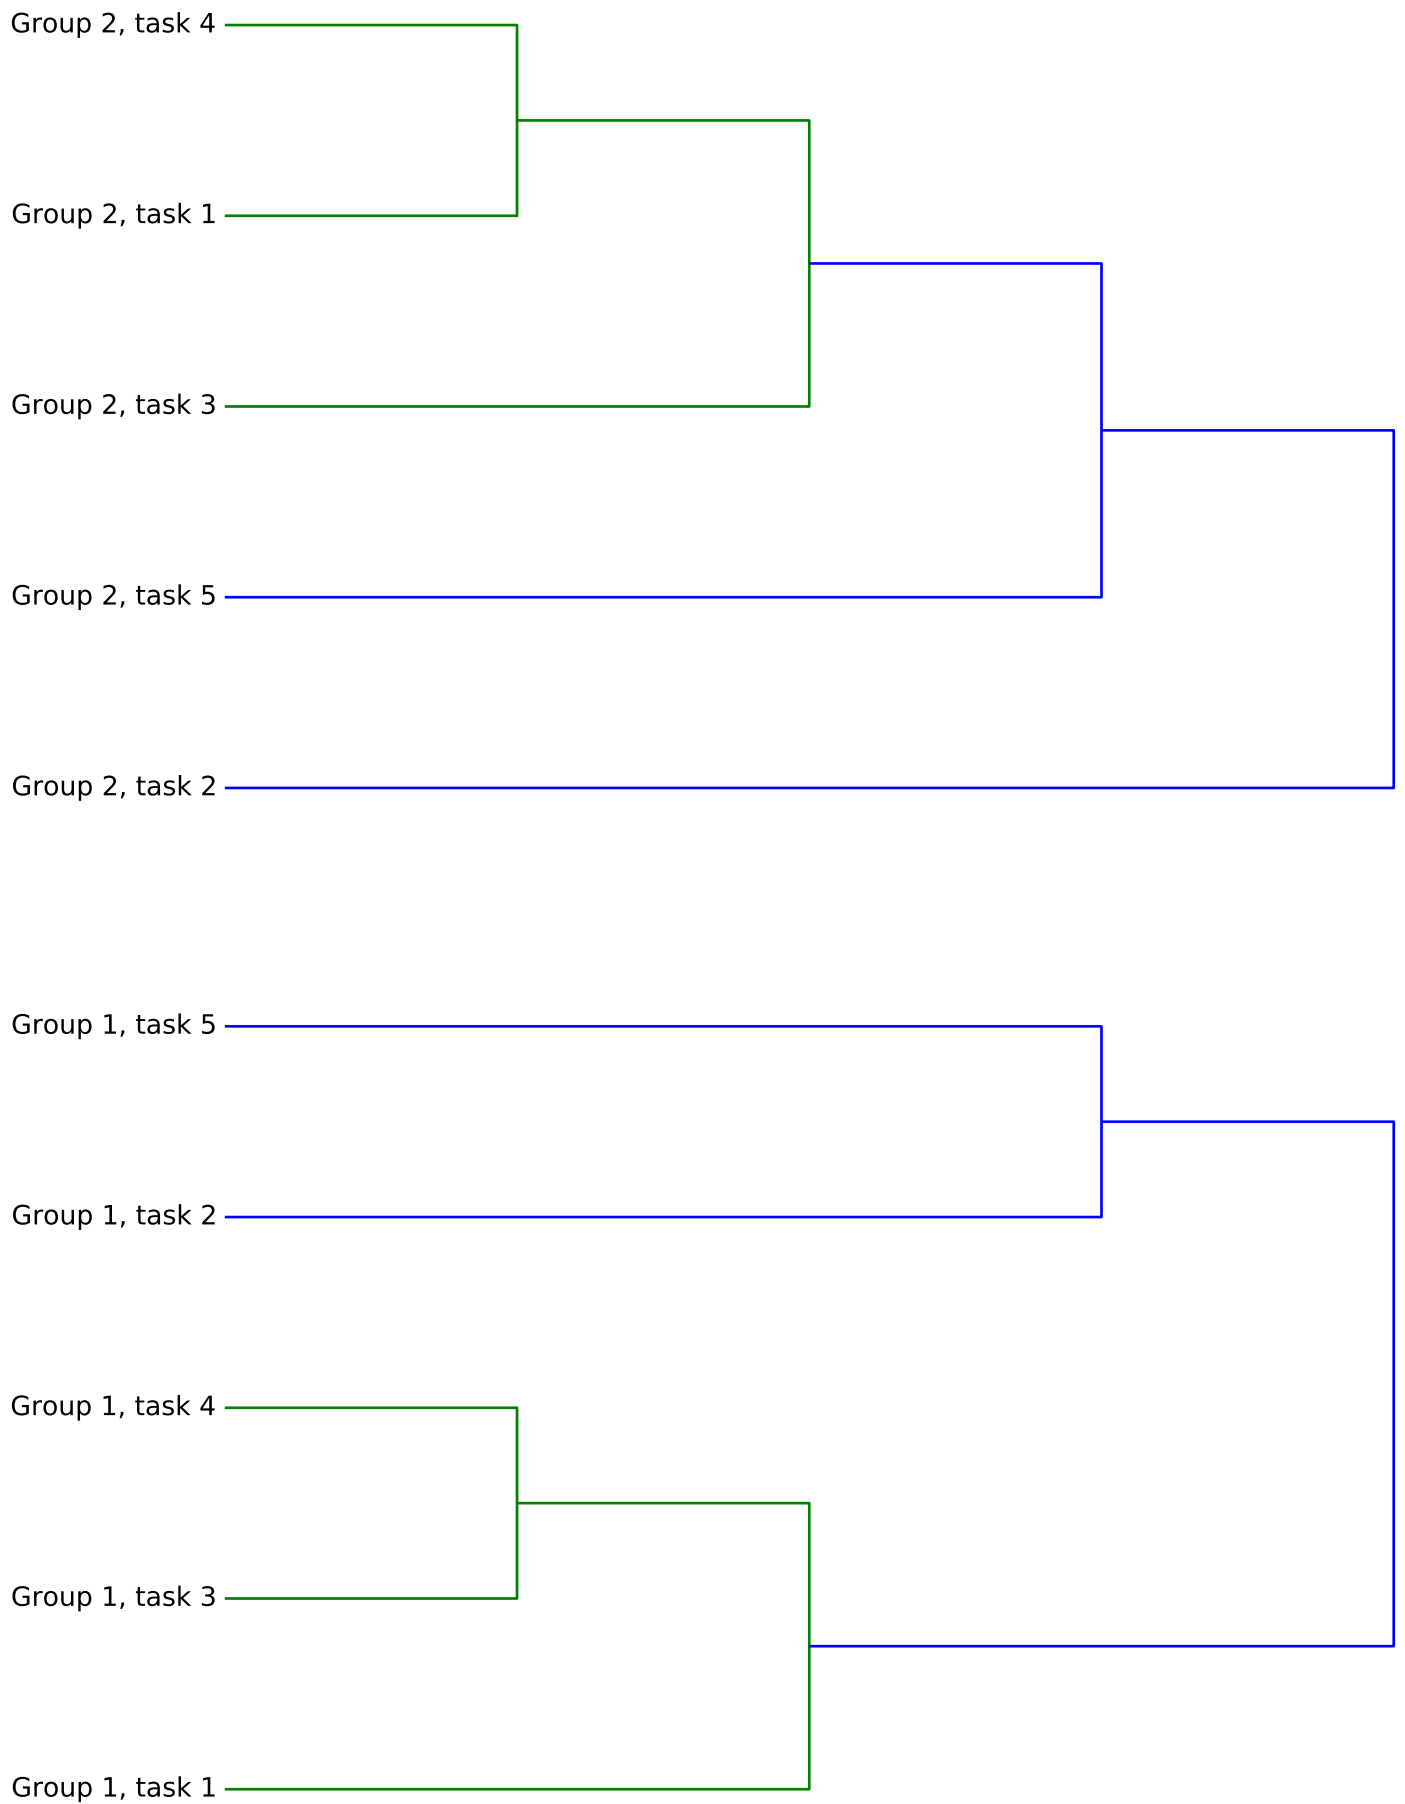 Group 2, task 4
Group 2, task 1
Group 2, task 3
Group 2, task 5
Group 2, task 2
Group 1, task 5
Group 1, task 2
Group 1, task 4
Group 1, task 3
Group 1, task 1